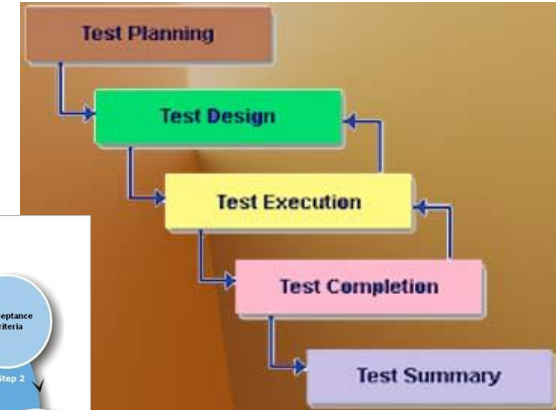 Test Planning
Test Design
Test Execution
Test Completion
Test Summary
Step 2